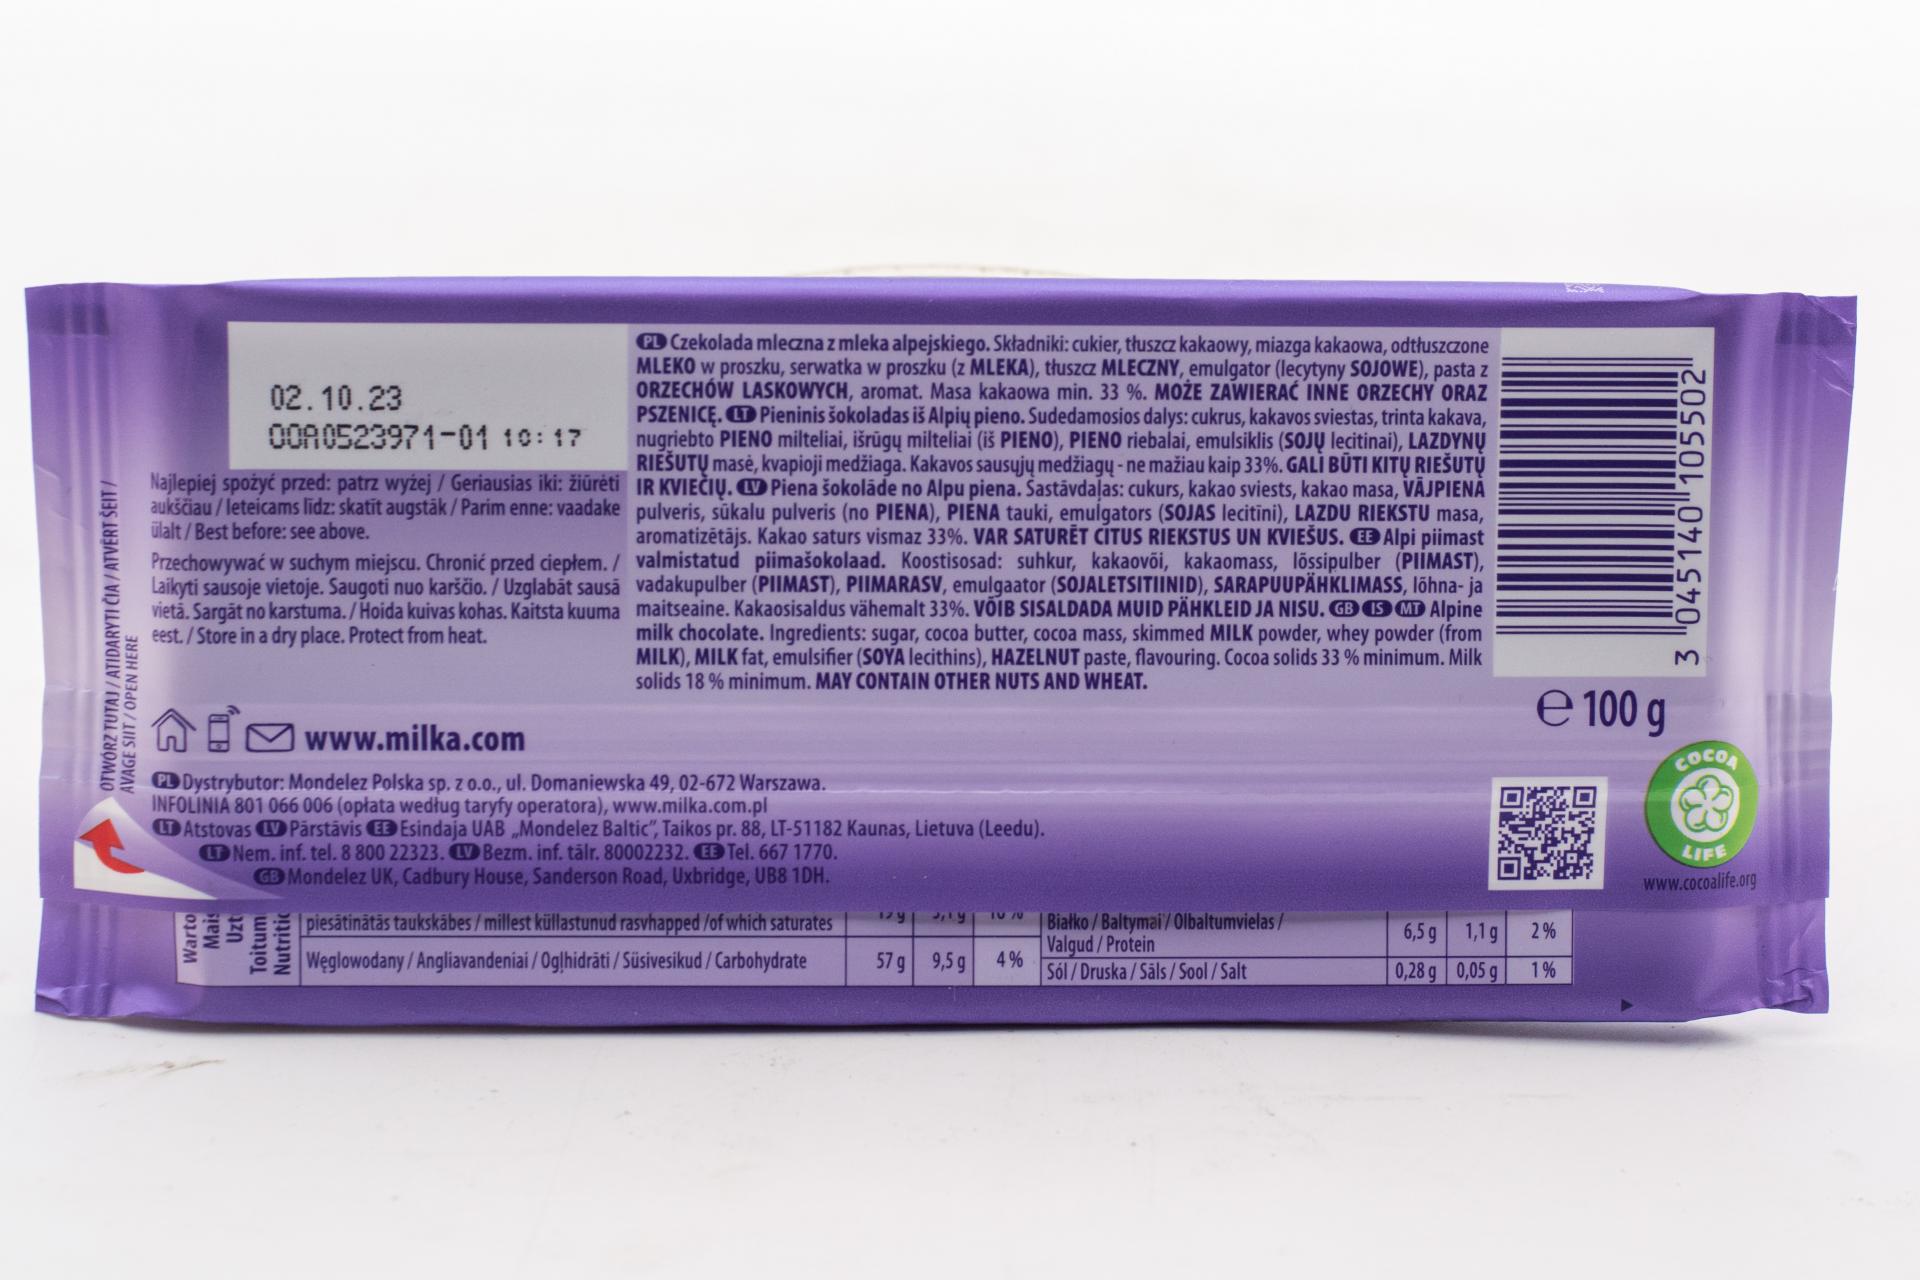 02.10.23
OOA0523971-01 10:17
Najlepiej spożyć przed: patrz wyżej / Geriausias iki: žiūrėti
aukščiau / Ieteicams līdz: skatīt augstāk / Parim enne: vaadake
ülalt / Best before: see above.
Przechowywać w suchym miejscu. Chronić przed ciepłem. /
Laikyti sausoje vietoje. Saugoti nuo karščio. / Uzglabāt sausā
vietā. Sargāt no karstuma. / Hoida kuivas kohas. Kaitsta kuuma
eest. / Store in a dry place. Protect from heat.
OTWÓRZ TUTAJ / ATIDARYTI ČIA / ATVĒRT ŠEIT /
AVAGE SIIT / OPEN HERE
PL Czekolada mleczna z mleka alpejskiego. Składniki: cukier, tłuszcz kakaowy, miazga kakaowa, odtłuszczone
MLEKO w proszku, serwatka w proszku (z MLEKA), tłuszcz MLECZNY, emulgator (lecytyny SOJOWE), pasta z
ORZECHÓW LASKOWYCH, aromat. Masa kakaowa min. 33 %. MOŻE ZAWIERAĆ INNE ORZECHY ORAZ
PSZENICĘ. LT Pieninis šokoladas iš Alpių pieno. Sudedamosios dalys: cukrus, kakavos sviestas, trinta kakava,
nugriebto PIENO milteliai, išrūgų milteliai (iš PIENO), PIENO riebalai, emulsiklis (SOJŲ lecitinai), LAZDYNŲ
RIEŠUTŲ masė, kvapioji medžiaga. Kakavos sausųjų medžiagų - ne mažiau kaip 33%. GALI BŪTI KITŲ RIEŠUTŲ
IR KVIEČIŲ. LV Piena šokolāde no Alpu piena. Sastāvdaļas: cukurs, kakao sviests, kakao masa, VĀJPIENA
pulveris, sūkalu pulveris (no PIENA), PIENA tauki, emulgators (SOJAS lecitīni), LAZDU RIEKSTU masa,
aromatizētājs. Kakao saturs vismaz 33%. VAR SATURĒT CITUS RIEKSTUS UN KVIEŠUS. EE Alpi piimast
valmistatud piimašokolaad. Koostisosad: suhkur, kakaovõi, kakaomass, lõssipulber (PIIMAST),
vadakupulber (PIIMAST), PIIMARASV, emulgaator (SOJALETSITIINID), SARAPUUPÄHKLIMASS, lõhna- ja
maitseaine. Kakaosisaldus vähemalt 33%. VÕIB SISALDADA MUID PÄHKLEID JA NISU. GB IS MT Alpine
milk chocolate. Ingredients: sugar, cocoa butter, cocoa mass, skimmed MILK powder, whey powder (from
MILK), MILK fat, emulsifier (SOYA lecithins), HAZELNUT paste, flavouring. Cocoa solids 33 % minimum. Milk
solids 18 % minimum. MAY CONTAIN OTHER NUTS AND WHEAT.
3 045140 105502
℮ 100 g
www.milka.com
PL Dystrybutor: Mondelez Polska sp. z o.o., ul. Domaniewska 49, 02-672 Warszawa.
INFOLINIA 801 066 006 (opłata według taryfy operatora), www.milka.com.pl
LT Atstovas LV Pārstāvis EE Esindaja UAB „Mondelez Baltic”, Taikos pr. 88, LT-51182 Kaunas, Lietuva (Leedu).
LT Nem. inf. tel. 8 800 22323. LV Bezm. inf. tālr. 80002232. EE Tel. 667 1770.
GB Mondelez UK, Cadbury House, Sanderson Road, Uxbridge, UB8 1DH.
COCOA
LIFE
www.cocoalife.org
piesātinātās taukskābes / millest küllastunud rasvhapped /of which saturates
Węglowodany / Angliavandeniai / Ogļhidrāti / Süsivesikud / Carbohydrate 57 g 9,5 g 4 %
Białko / Baltymai / Olbaltumvielas /
Valgud / Protein 6,5 g 1,1 g 2 %
Sól / Druska / Sāls / Sool / Salt 0,28 g 0,05 g 1 %